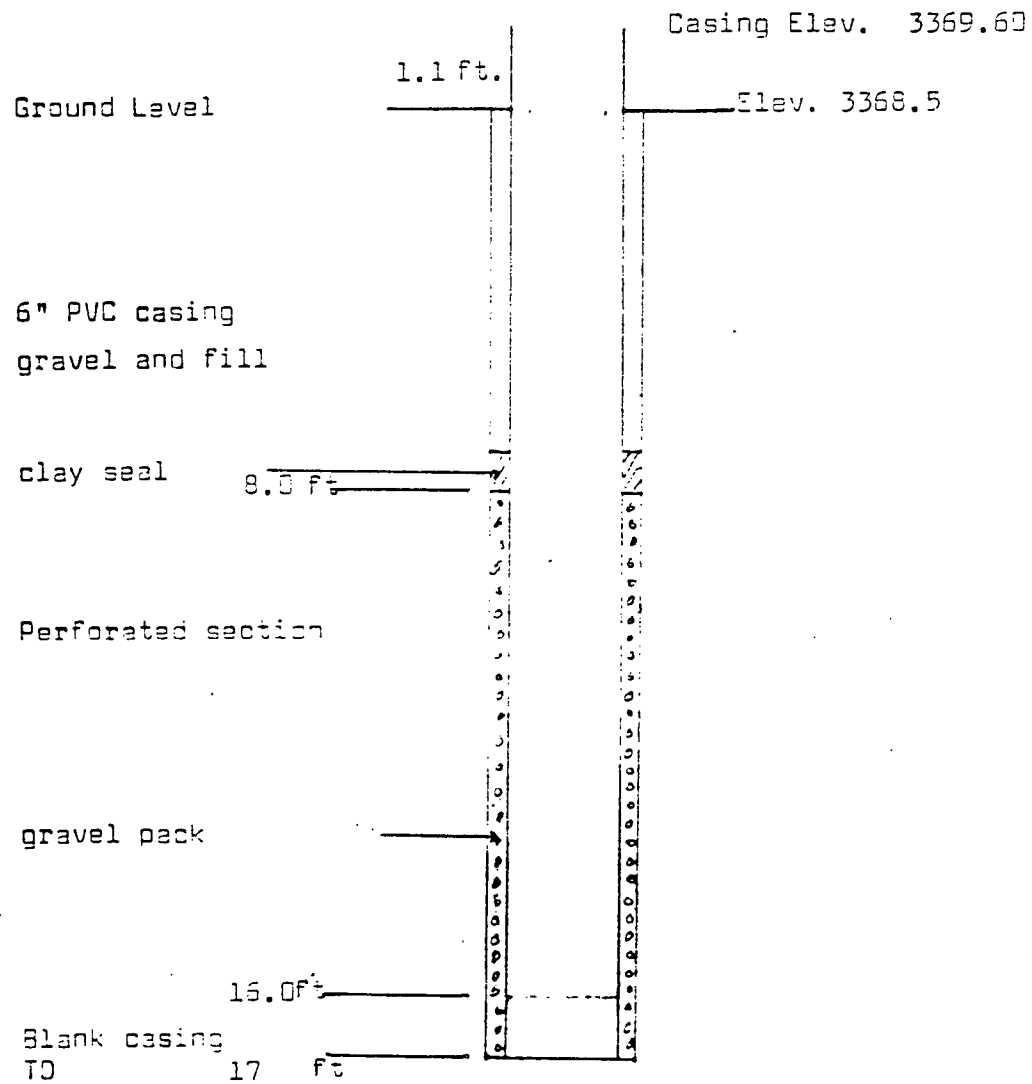 Casing Elev. 3369.60
1.1 ft.
Ground Level
Elev. 3368.5
6" PVC casing
gravel and fill
clay seal
8.0 ft
Perforated section
gravel pack
16.0ft
Blank casing
TD 17 ft